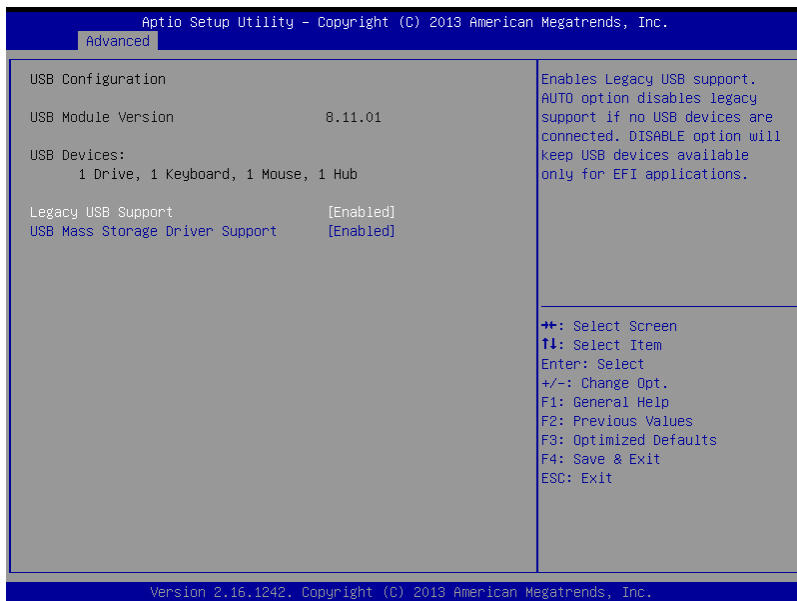 Aptio Setup Utility – Copyright (C) 2013 American Megatrends, Inc.
Advanced
USB Configuration
USB Module Version 8.11.01
USB Devices:
1 Drive, 1 Keyboard, 1 Mouse, 1 Hub
Legacy USB Support [Enabled]
USB Mass Storage Driver Support [Enabled]
Enables Legacy USB support.
AUTO option disables legacy
support if no USB devices are
connected. DISABLE option will
keep USB devices available
only for EFI applications.
→←: Select Screen
↑↓: Select Item
Enter: Select
+/-: Change Opt.
F1: General Help
F2: Previous Values
F3: Optimized Defaults
F4: Save & Exit
ESC: Exit
Version 2.16.1242. Copyright (C) 2013 American Megatrends, Inc.